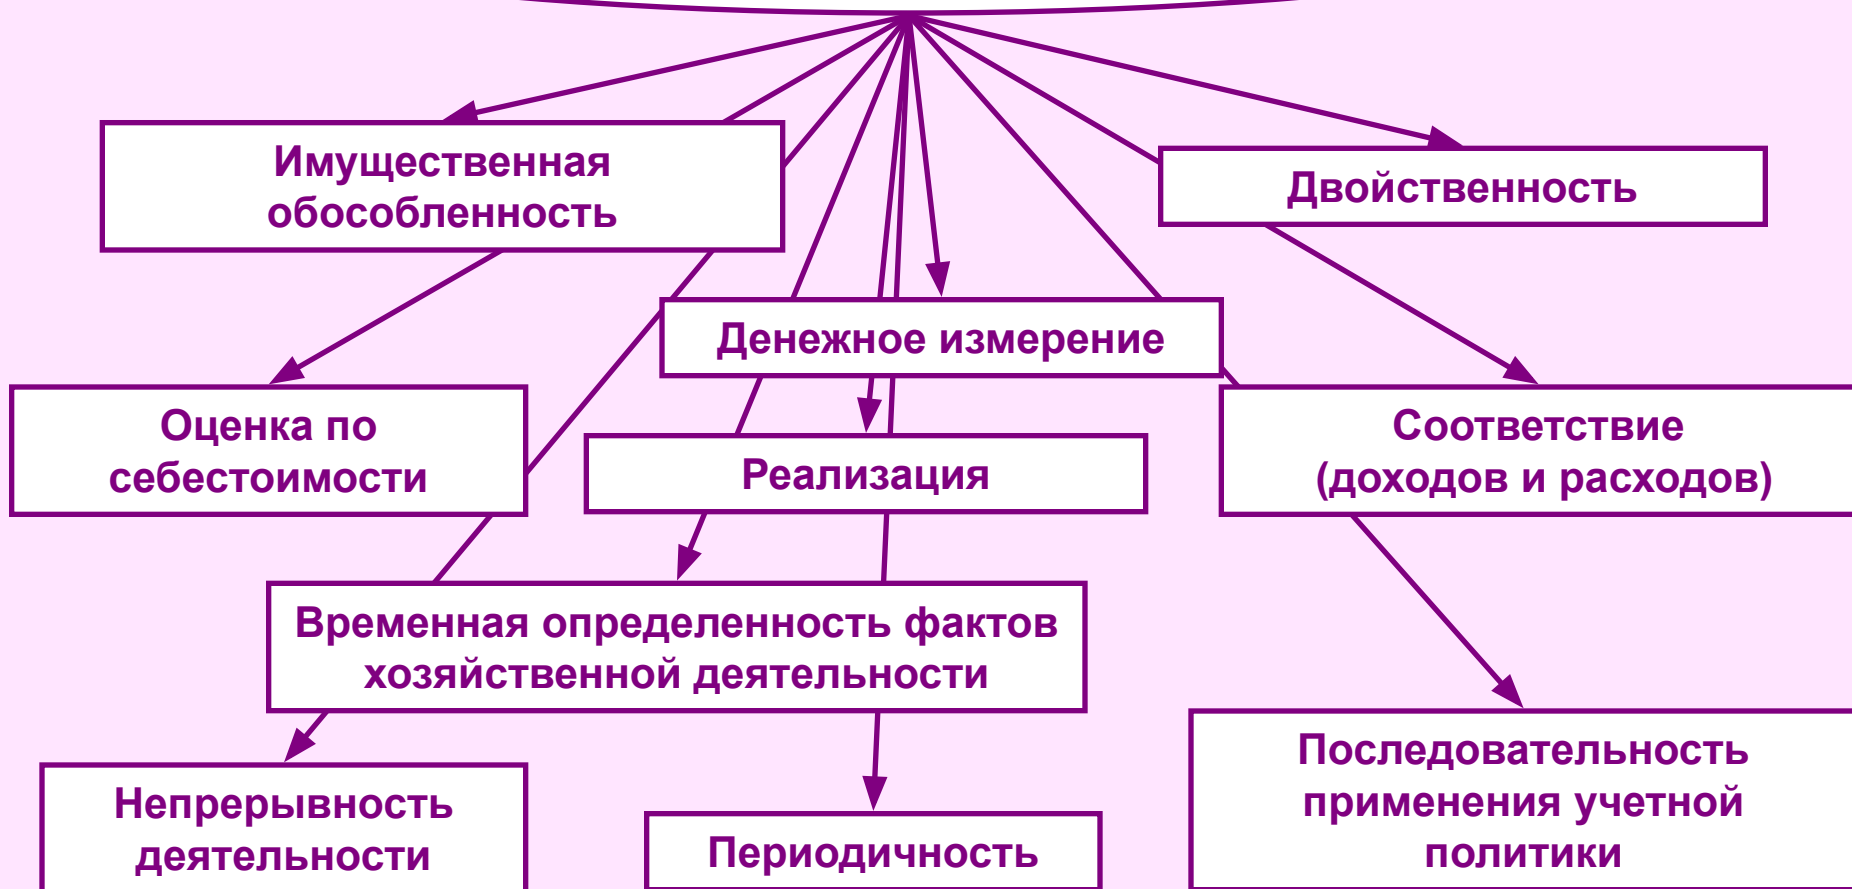 Имущественная
обособленность
Двойственность
Денежное измерение
Оценка по
себестоимости
Реализация
Соответствие
(доходов и расходов)
Временная определенность фактов
хозяйственной деятельности
Непрерывность
деятельности
Периодичность
Последовательность
применения учетной
политики